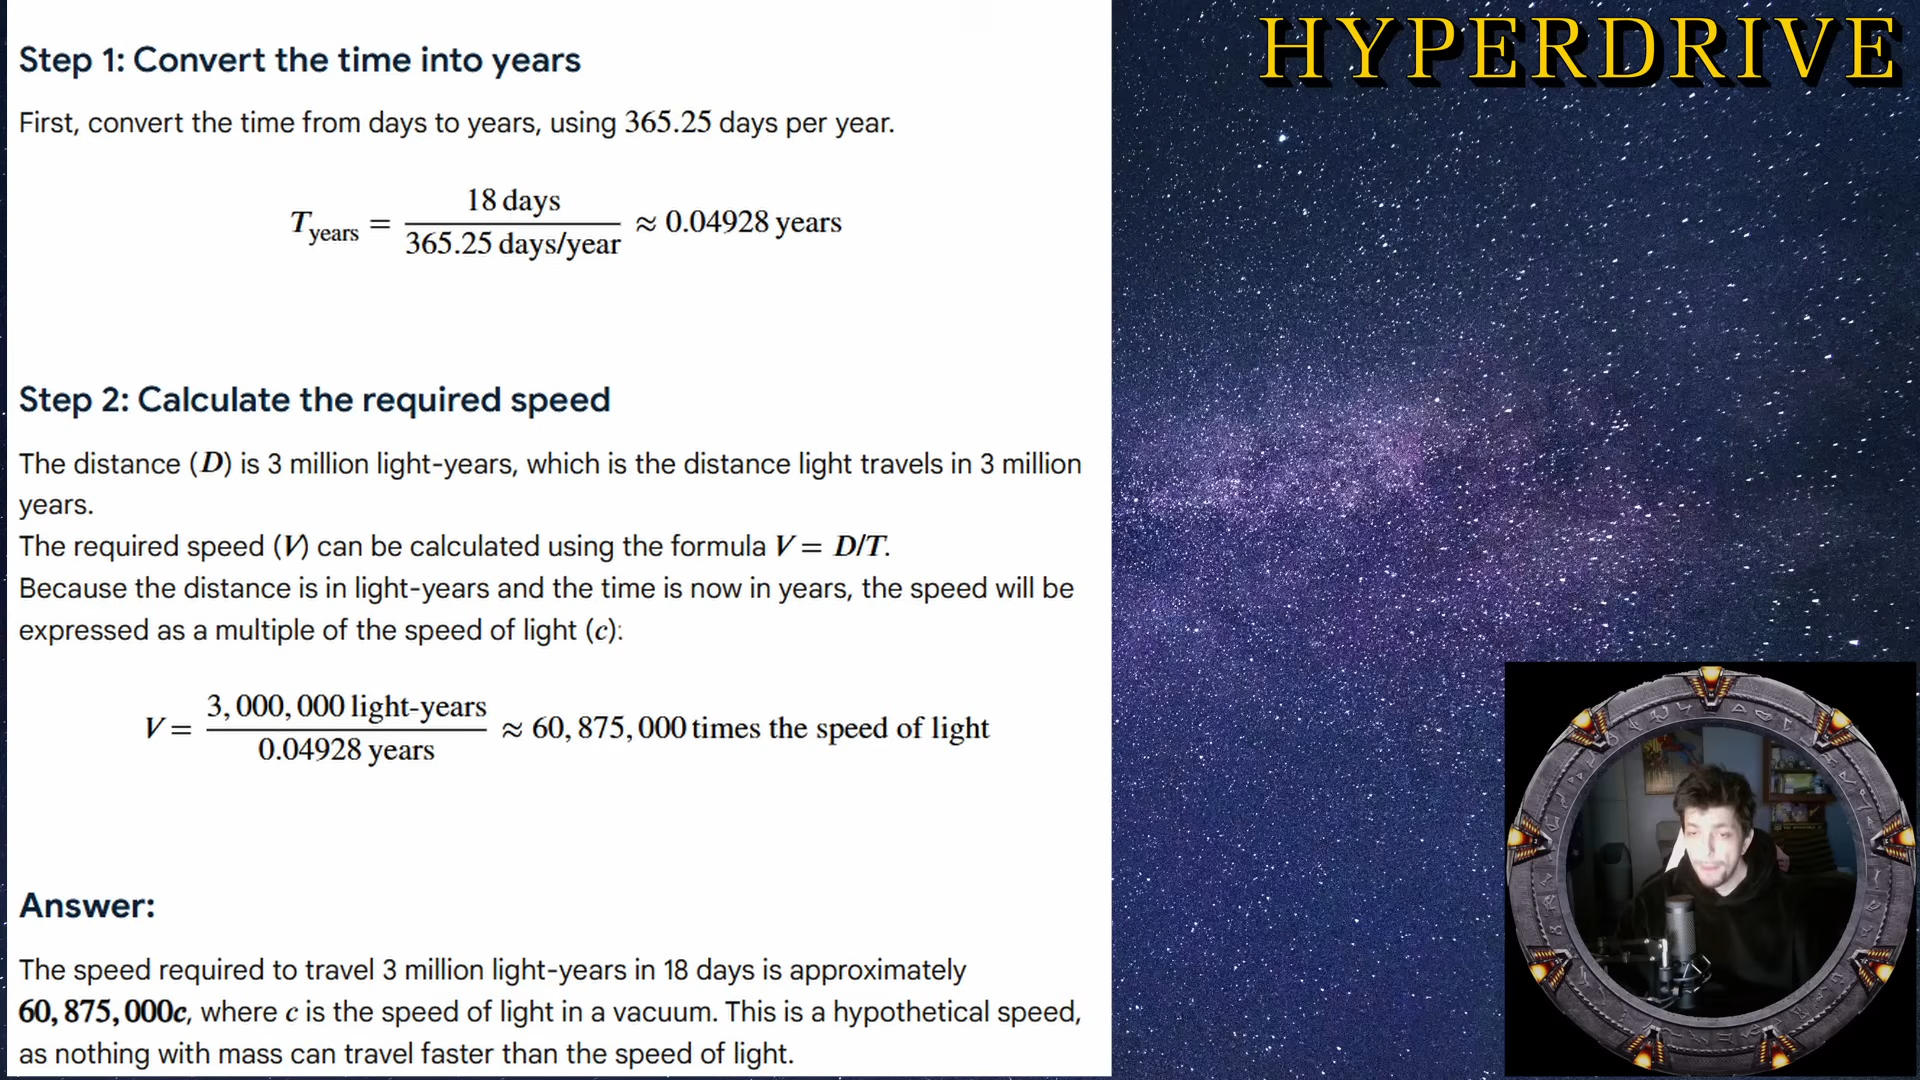 HYPERDRIVE
Step 1: Convert the time into years
First, convert the time from days to years, using 365.25 days per year.
T_years = 18 days / 365.25 days/year ≈ 0.04928 years
Step 2: Calculate the required speed
The distance (D) is 3 million light-years, which is the distance light travels in 3 million
years.
The required speed (V) can be calculated using the formula V = D/T.
Because the distance is in light-years and the time is now in years, the speed will be
expressed as a multiple of the speed of light (c):
V = 3,000,000 light-years / 0.04928 years ≈ 60,875,000 times the speed of light
Answer:
The speed required to travel 3 million light-years in 18 days is approximately
60,875,000c, where c is the speed of light in a vacuum. This is a hypothetical speed,
as nothing with mass can travel faster than the speed of light.